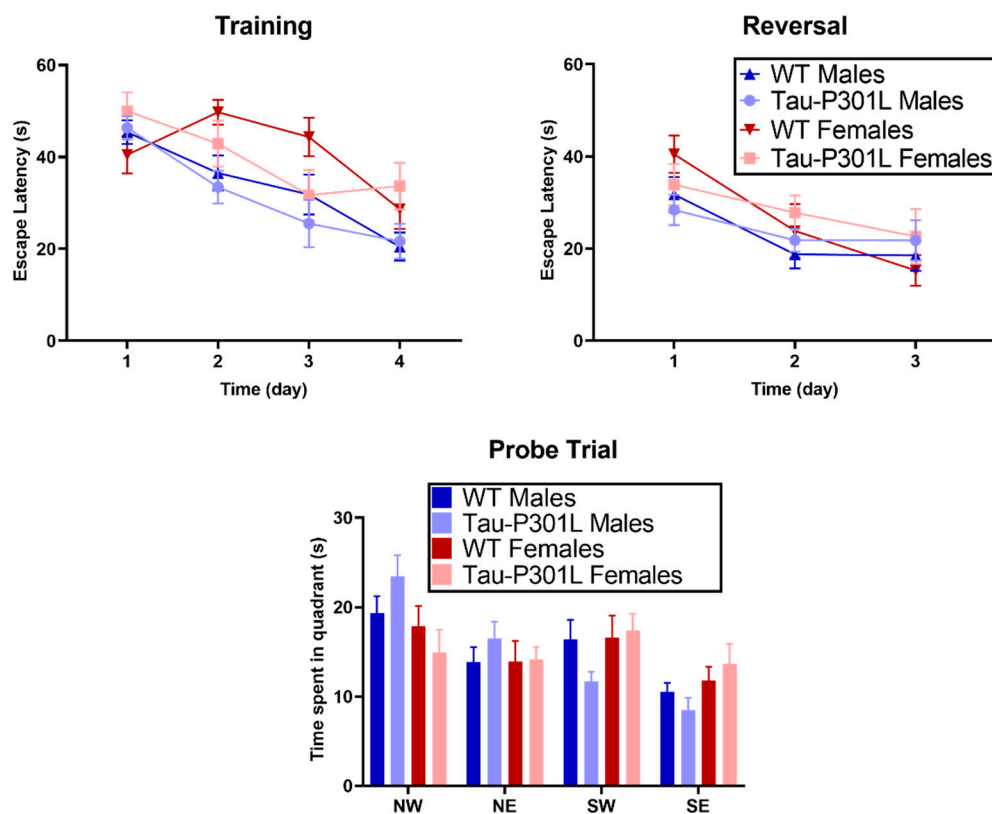 Training
60
40
20
0
Escape Latency (s)
1 2 3 4
Time (day)
Reversal
WT Males
Tau-P301L Males
WT Females
Tau-P301L Females
60
40
20
0
Escape Latency (s)
1 2 3
Time (day)
Probe Trial
WT Males
Tau-P301L Males
WT Females
Tau-P301L Females
30
20
10
0
Time spent in quadrant (s)
NW NE SW SE